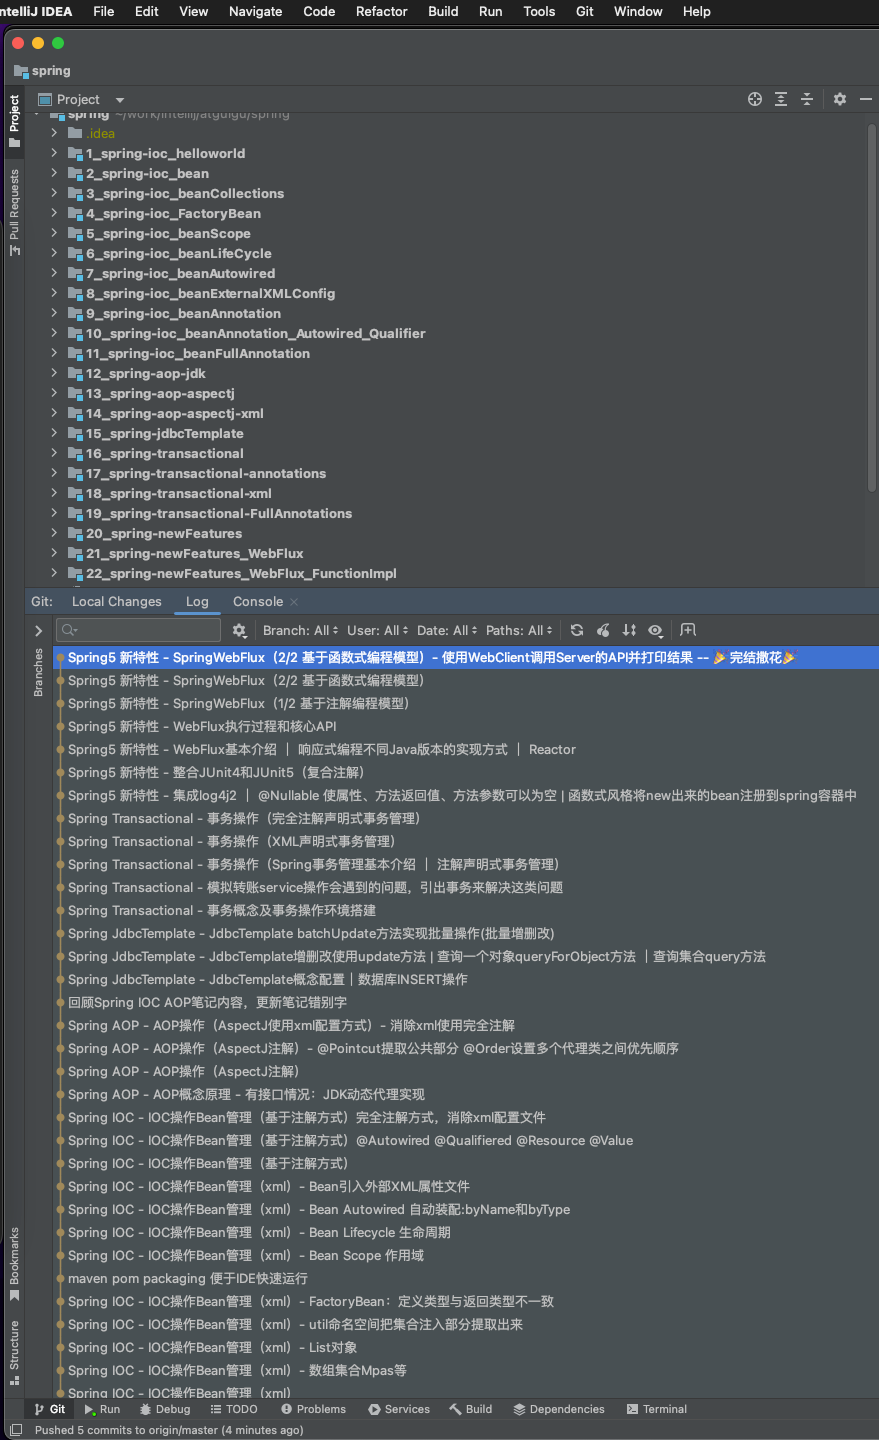 IntelliJ IDEA File Edit View Navigate Code Refactor Build Run Tools Git Window Help
spring
Project
Project
Pull Requests
spring ~/work/intellij/atguigu/spring
.idea
1_spring-ioc_helloworld
2_spring-ioc_bean
3_spring-ioc_beanCollections
4_spring-ioc_FactoryBean
5_spring-ioc_beanScope
6_spring-ioc_beanLifeCycle
7_spring-ioc_beanAutowired
8_spring-ioc_beanExternalXMLConfig
9_spring-ioc_beanAnnotation
10_spring-ioc_beanAnnotation_Autowired_Qualifier
11_spring-ioc_beanFullAnnotation
12_spring-aop-jdk
13_spring-aop-aspectj
14_spring-aop-aspectj-xml
15_spring-jdbcTemplate
16_spring-transactional
17_spring-transactional-annotations
18_spring-transactional-xml
19_spring-transactional-FullAnnotations
20_spring-newFeatures
21_spring-newFeatures_WebFlux
22_spring-newFeatures_WebFlux_FunctionImpl
Git: Local Changes Log Console
Branch: All User: All Date: All Paths: All
Branches
Spring5 新特性 - SpringWebFlux（2/2 基于函数式编程模型）- 使用WebClient调用Server的API并打印结果 -- 🎉完结撒花🎉
Spring5 新特性 - SpringWebFlux（2/2 基于函数式编程模型）
Spring5 新特性 - SpringWebFlux（1/2 基于注解编程模型）
Spring5 新特性 - WebFlux执行过程和核心API
Spring5 新特性 - WebFlux基本介绍 ｜ 响应式编程不同Java版本的实现方式 ｜ Reactor
Spring5 新特性 - 整合JUnit4和JUnit5（复合注解）
Spring5 新特性 - 集成log4j2 ｜ @Nullable 使属性、方法返回值、方法参数可以为空 | 函数式风格将new出来的bean注册到spring容器中
Spring Transactional - 事务操作（完全注解声明式事务管理）
Spring Transactional - 事务操作（XML声明式事务管理）
Spring Transactional - 事务操作（Spring事务管理基本介绍 ｜ 注解声明式事务管理）
Spring Transactional - 模拟转账service操作会遇到的问题，引出事务来解决这类问题
Spring Transactional - 事务概念及事务操作环境搭建
Spring JdbcTemplate - JdbcTemplate batchUpdate方法实现批量操作(批量增删改)
Spring JdbcTemplate - JdbcTemplate增删改使用update方法 | 查询一个对象queryForObject方法 ｜查询集合query方法
Spring JdbcTemplate - JdbcTemplate概念配置 | 数据库INSERT操作
回顾Spring IOC AOP笔记内容，更新笔记错别字
Spring AOP - AOP操作（AspectJ使用xml配置方式）- 消除xml使用完全注解
Spring AOP - AOP操作（AspectJ注解）- @Pointcut提取公共部分 @Order设置多个代理类之间优先顺序
Spring AOP - AOP操作（AspectJ注解）
Spring AOP - AOP概念原理 - 有接口情况：JDK动态代理实现
Spring IOC - IOC操作Bean管理（基于注解方式）完全注解方式，消除xml配置文件
Spring IOC - IOC操作Bean管理（基于注解方式）@Autowired @Qualifiered @Resource @Value
Spring IOC - IOC操作Bean管理（基于注解方式）
Spring IOC - IOC操作Bean管理（xml）- Bean引入外部XML属性文件
Spring IOC - IOC操作Bean管理（xml）- Bean Autowired 自动装配:byName和byType
Spring IOC - IOC操作Bean管理（xml）- Bean Lifecycle 生命周期
Spring IOC - IOC操作Bean管理（xml）- Bean Scope 作用域
maven pom packaging 便于IDE快速运行
Spring IOC - IOC操作Bean管理（xml）- FactoryBean：定义类型与返回类型不一致
Spring IOC - IOC操作Bean管理（xml）- util命名空间把集合注入部分提取出来
Spring IOC - IOC操作Bean管理（xml）- List对象
Spring IOC - IOC操作Bean管理（xml）- 数组集合Mpas等
Spring IOC - IOC操作Bean管理（xml）
Bookmarks
Structure
Git Run Debug TODO Problems Services Build Dependencies Terminal
Pushed 5 commits to origin/master (4 minutes ago)